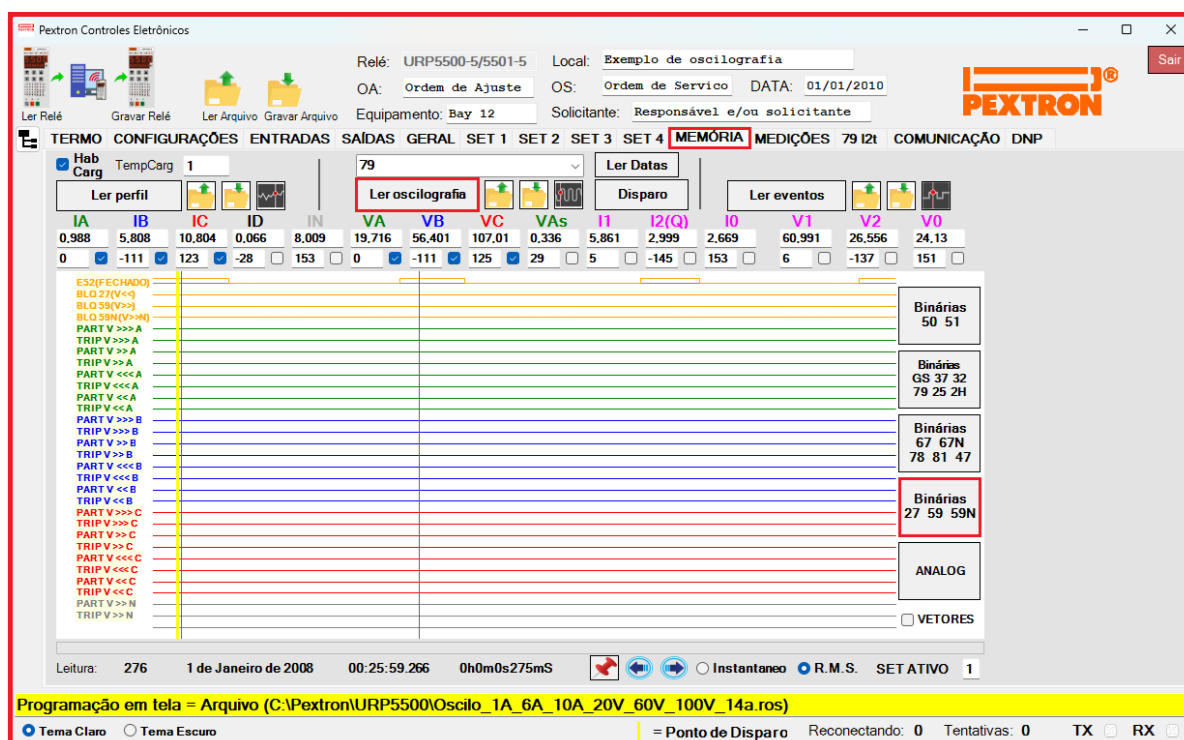 Pextron Controles Eletrônicos
Relé: URP5500-5/5501-5 Local: Exemplo de oscilografia
OA: Ordem de Ajuste OS: Ordem de Servico DATA: 01/01/2010
Equipamento: Bay 12 Solicitante: Responsável e/ou solicitante
Ler Relé Gravar Relé Ler Arquivo Gravar Arquivo
PEXTRON ®
Sair
TERMO CONFIGURAÇÕES ENTRADAS SAÍDAS GERAL SET 1 SET 2 SET 3 SET 4 MEMÓRIA MEDIÇÕES 79 I2t COMUNICAÇÃO DNP
Hab Carg TempCarg 1 79 Ler Datas
Ler perfil Ler oscilografia Disparo Ler eventos
IA IB IC ID IN VA VB VC VAs I1 I2(Q) I0 V1 V2 V0
0,988 5,808 10,804 0,066 8,009 19,716 56,401 107,01 0,336 5,861 2,999 2,669 60,991 26,556 24,13
0 -111 123 -28 153 0 -111 125 29 5 -145 153 6 -137 151
E52(FECHADO)
BLQ 27(V<<)
BLQ 59(V>>)
BLQ 59N(V>>N)
PART V >>> A
TRIP V >>> A
PART V >> A
TRIP V >> A
PART V <<< A
TRIP V <<< A
PART V << A
TRIP V << A
PART V >>> B
TRIP V >>> B
PART V >> B
TRIP V >> B
PART V <<< B
TRIP V <<< B
PART V << B
TRIP V << B
PART V >>> C
TRIP V >>> C
PART V >> C
TRIP V >> C
PART V <<< C
TRIP V <<< C
PART V << C
TRIP V << C
PART V >> N
TRIP V >> N
Binárias
50 51
Binárias
GS 37 32
79 25 2H
Binárias
67 67N
78 81 47
Binárias
27 59 59N
ANALOG
VETORES
Leitura: 276 1 de Janeiro de 2008 00:25:59.266 0h0m0s275mS Instantaneo R.M.S. SET ATIVO 1
Programação em tela = Arquivo (C:\Pextron\URP5500\Oscilo_1A_6A_10A_20V_60V_100V_14a.ros)
Tema Claro Tema Escuro = Ponto de Disparo Reconectando: 0 Tentativas: 0 TX RX